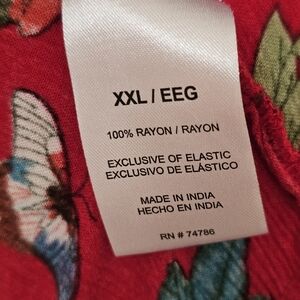 XXL / EEG
100% RAYON / RAYON
EXCLUSIVE OF ELASTIC
EXCLUSIVO DE ELÁSTICO
MADE IN INDIA
HECHO EN INDIA
RN # 74786